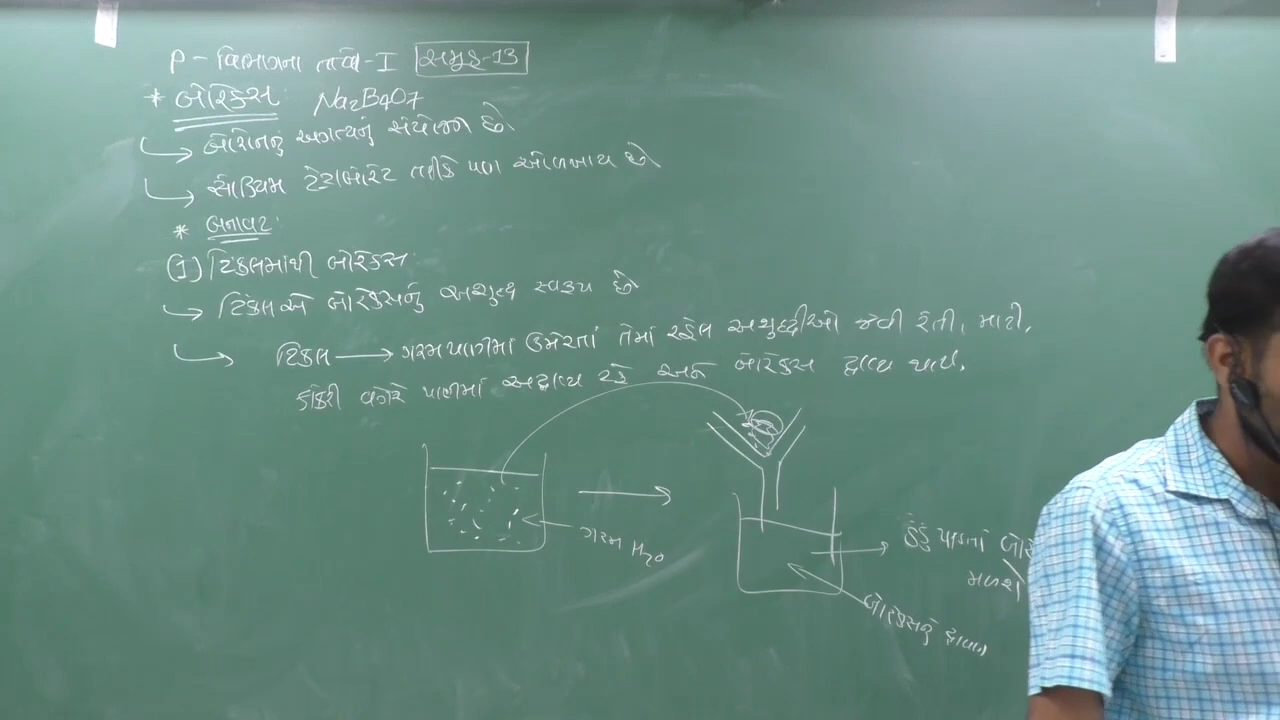 P - વિભાગના તત્વો - I સમૂહ-13
* બોરેક્સ: Na2B4O7
બોરોનનું અગત્યનું સંયોજન છે
સોડિયમ ટેટ્રાબોરેટ તરીકે પણ ઓળખાય છે
* બનાવટ:
(1) ટિંકલમાંથી બોરેક્સ:
ટિંકલ એ બોરેક્સનું અશુદ્ધ સ્વરૂપ છે
ટિંકલ → ગરમ પાણીમાં ઉમેરતાં તેમાં રહેલ અશુદ્ધીઓ જેવી રેતી, માટી,
કાંકરી વગેરે પાણીમાં અદ્રાવ્ય રહે અને બોરેક્સ દ્રાવ્ય થાય.
ગરમ H2O
ઠંડુ પાડતાં
મળશે
બોરેક્સનું દ્રાવણ